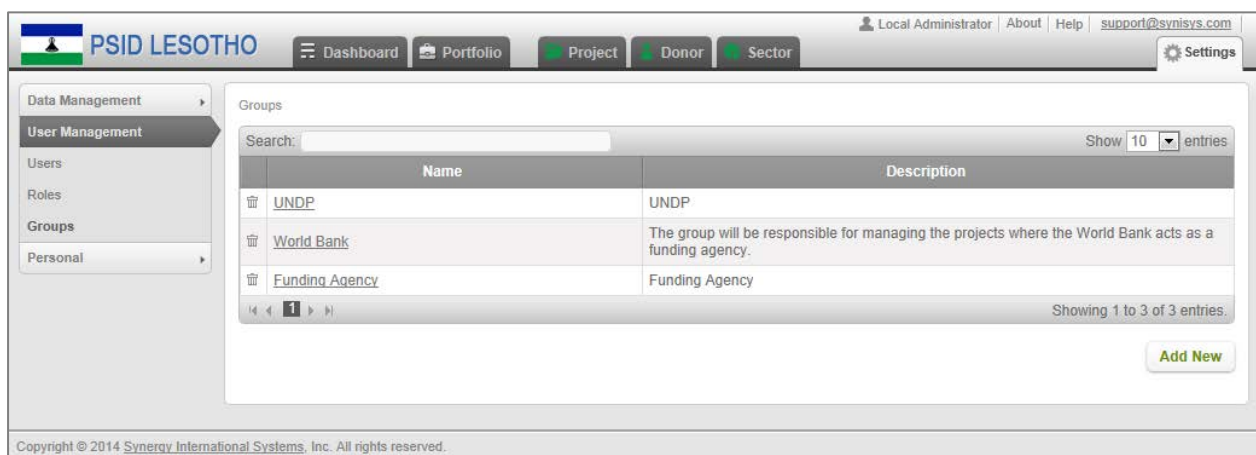 Local Administrator | About | Help | support@synisys.com
PSID LESOTHO
Dashboard Portfolio Project Donor Sector Settings
Data Management
User Management
Users
Roles
Groups
Personal
Groups
Search: Show 10 entries
Name Description
UNDP UNDP
World Bank The group will be responsible for managing the projects where the World Bank acts as a
funding agency.
Funding Agency Funding Agency
1 Showing 1 to 3 of 3 entries.
Add New
Copyright © 2014 Synergy International Systems, Inc. All rights reserved.